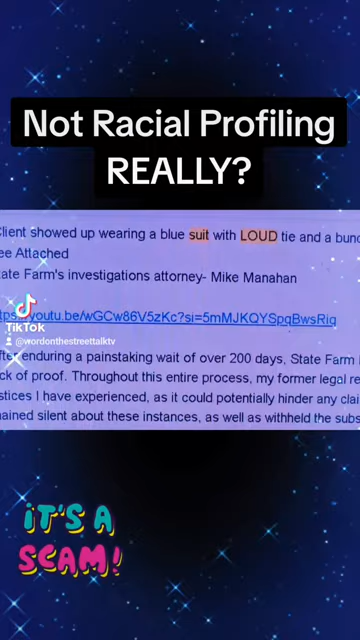 Not Racial Profiling
REALLY?
Client showed up wearing a blue suit with LOUD tie and a bunc
ee Attached
tate Farm's investigations attorney- Mike Manahan
tps://youtu.be/wGCw86V5zKc?si=5mMJKQYSpqBwsRiq
TikTok
@wordonthestreettalktv
fter enduring a painstaking wait of over 200 days, State Farm
ck of proof. Throughout this entire process, my former legal re
stices I have experienced, as it could potentially hinder any clai
mained silent about these instances, as well as withheld the subs
IT'S A
SCAM!